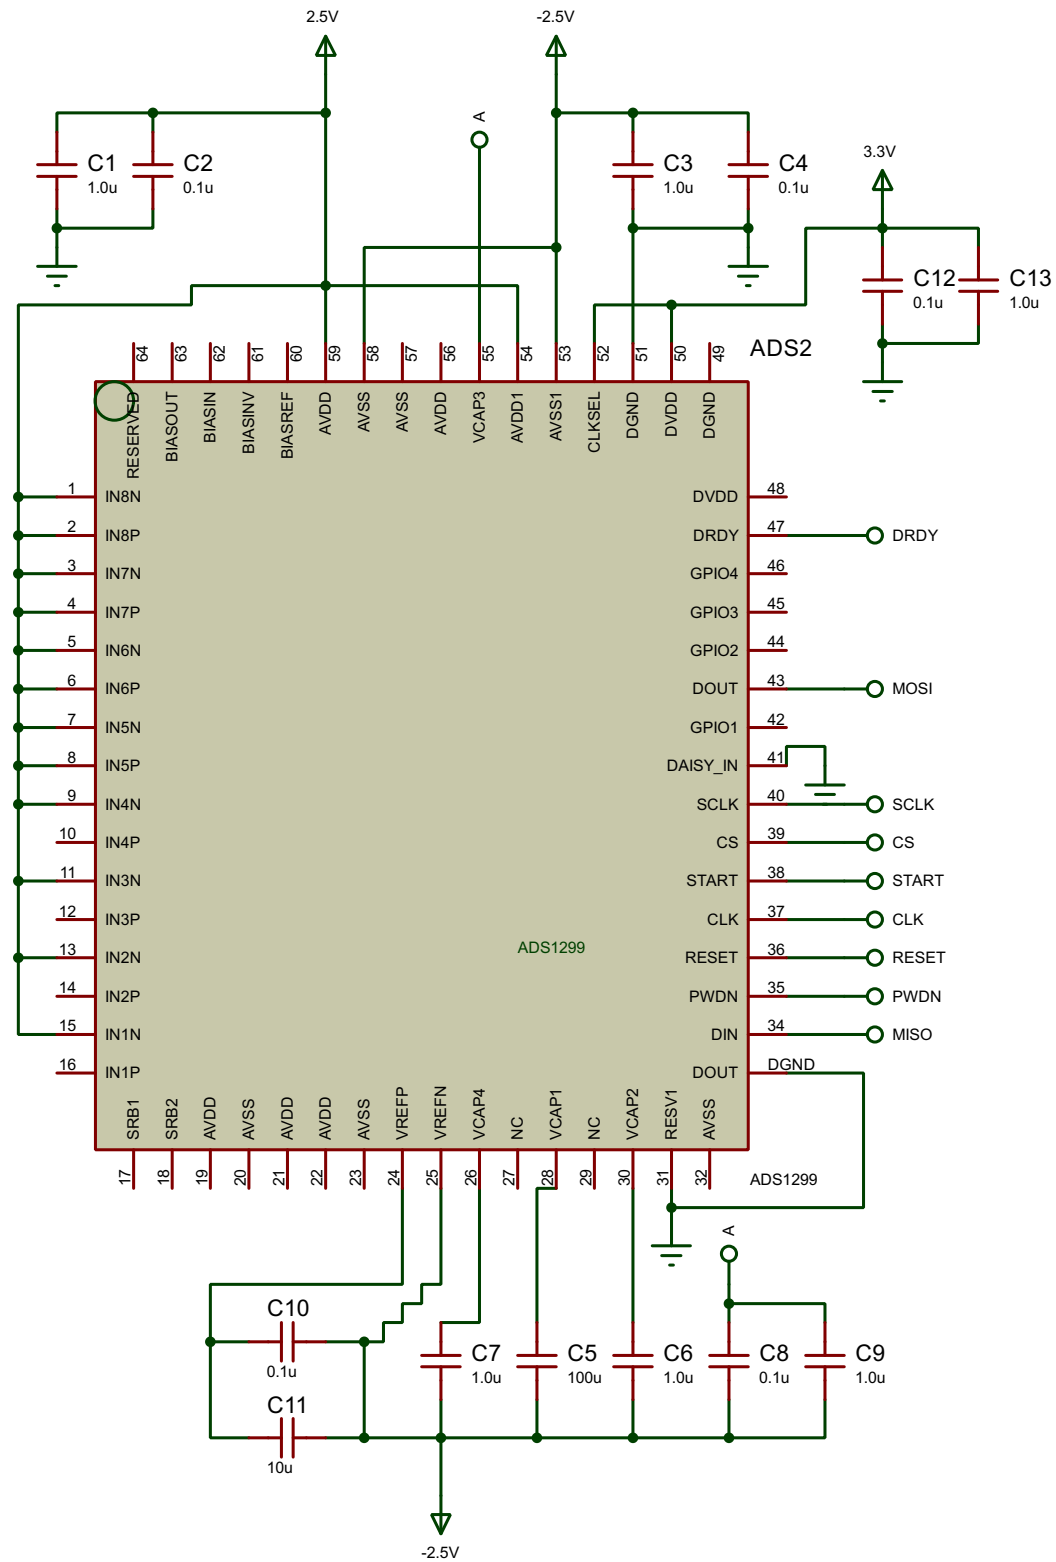 2.5V
-2.5V
A
C1
1.0u
C2
0.1u
C3
1.0u
C4
0.1u
3.3V
C12
0.1u
C13
1.0u
64
63
62
61
60
59
58
57
56
55
54
53
52
51
50
49
ADS2
RESERVED
BIASOUT
BIASIN
BIASINV
BIASREF
AVDD
AVSS
AVSS
AVDD
VCAP3
AVDD1
AVSS1
CLKSEL
DGND
DVDD
DGND
1 IN8N
2 IN8P
3 IN7N
4 IN7P
5 IN6N
6 IN6P
7 IN5N
8 IN5P
9 IN4N
10 IN4P
11 IN3N
12 IN3P
13 IN2N
14 IN2P
15 IN1N
16 IN1P
DVDD 48
DRDY 47 DRDY
GPIO4 46
GPIO3 45
GPIO2 44
DOUT 43 MOSI
GPIO1 42
DAISY_IN 41
SCLK 40 SCLK
CS 39 CS
START 38 START
CLK 37 CLK
RESET 36 RESET
PWDN 35 PWDN
DIN 34 MISO
DOUT DGND
ADS1299
SRB1
SRB2
AVDD
AVSS
AVDD
AVDD
AVSS
VREFP
VREFN
VCAP4
NC
VCAP1
NC
VCAP2
RESV1
AVSS
17
18
19
20
21
22
23
24
25
26
27
28
29
30
31
32
ADS1299
A
C10
0.1u
C11
10u
C7
1.0u
C5
100u
C6
1.0u
C8
0.1u
C9
1.0u
-2.5V